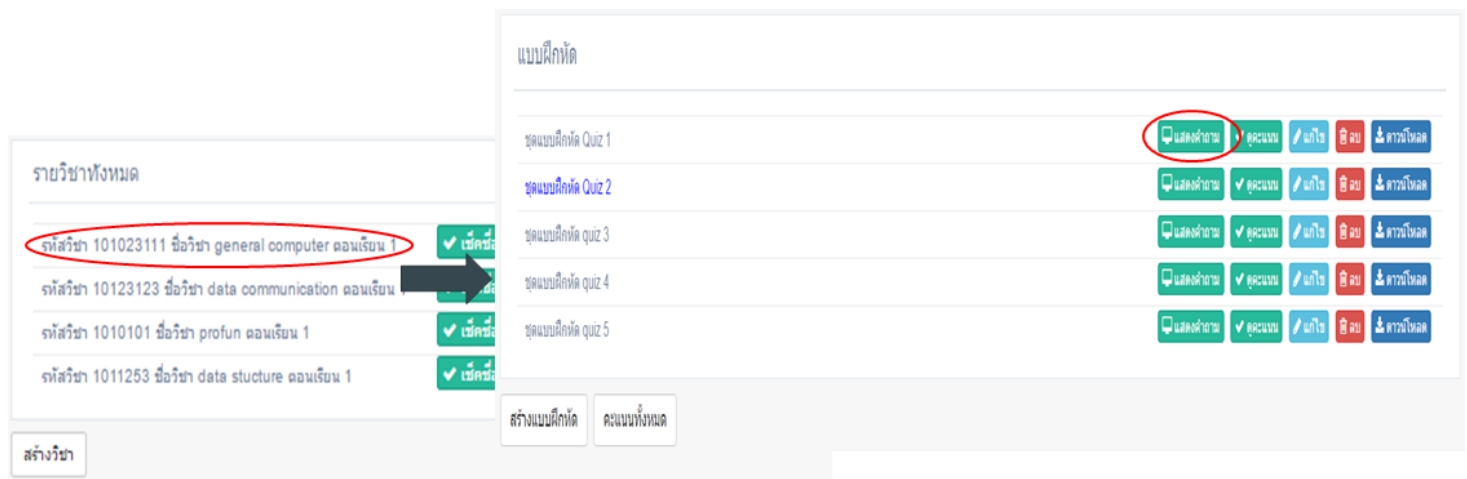 รายวิชาทังหมด
รหัสวิชา 101023111 ชื่อวิชา general computer ตอนเรียน 1
เช็คชื่อ
รหัสวิชา 10123123 ชื่อวิชา data communication ตอนเรียน
รหัสวิชา 1010101 ชื่อวิชา profun ตอนเรียน 1
เช็คชื่อ
รหัสวิชา 1011253 ชื่อวิชา data stucture ตอนเรียน 1
เช็คชื่อ
สร้างวิชา
แบบฝึกหัด
ชุดแบบฝึกหัด Quiz 1 แสดงคำถาม ดูคะแนน แก้ไข ลบ ดาวน์โหลด
ชุดแบบฝึกหัด Quiz 2 แสดงคำถาม ดูคะแนน แก้ไข ลบ ดาวน์โหลด
ชุดแบบฝึกหัด quiz 3 แสดงคำถาม ดูคะแนน แก้ไข ลบ ดาวน์โหลด
ชุดแบบฝึกหัด quiz 4 แสดงคำถาม ดูคะแนน แก้ไข ลบ ดาวน์โหลด
ชุดแบบฝึกหัด quiz 5 แสดงคำถาม ดูคะแนน แก้ไข ลบ ดาวน์โหลด
สร้างแบบฝึกหัด คะแนนทั้งหมด